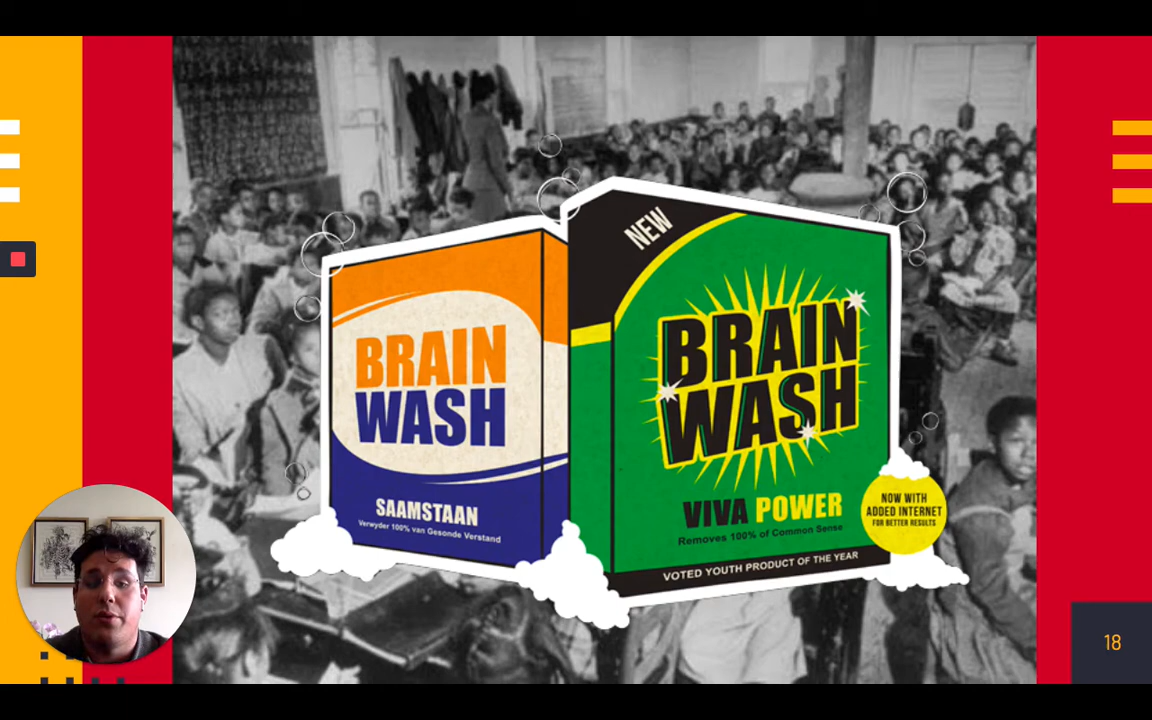 BRAIN
WASH
SAAMSTAAN
Verwyder 100% van Gesonde Verstand
NEW
BRAIN
WASH
VIVA POWER
Removes 100% of Common Sense
VOTED YOUTH PRODUCT OF THE YEAR
NOW WITH
ADDED INTERNET
FOR BETTER RESULTS
18